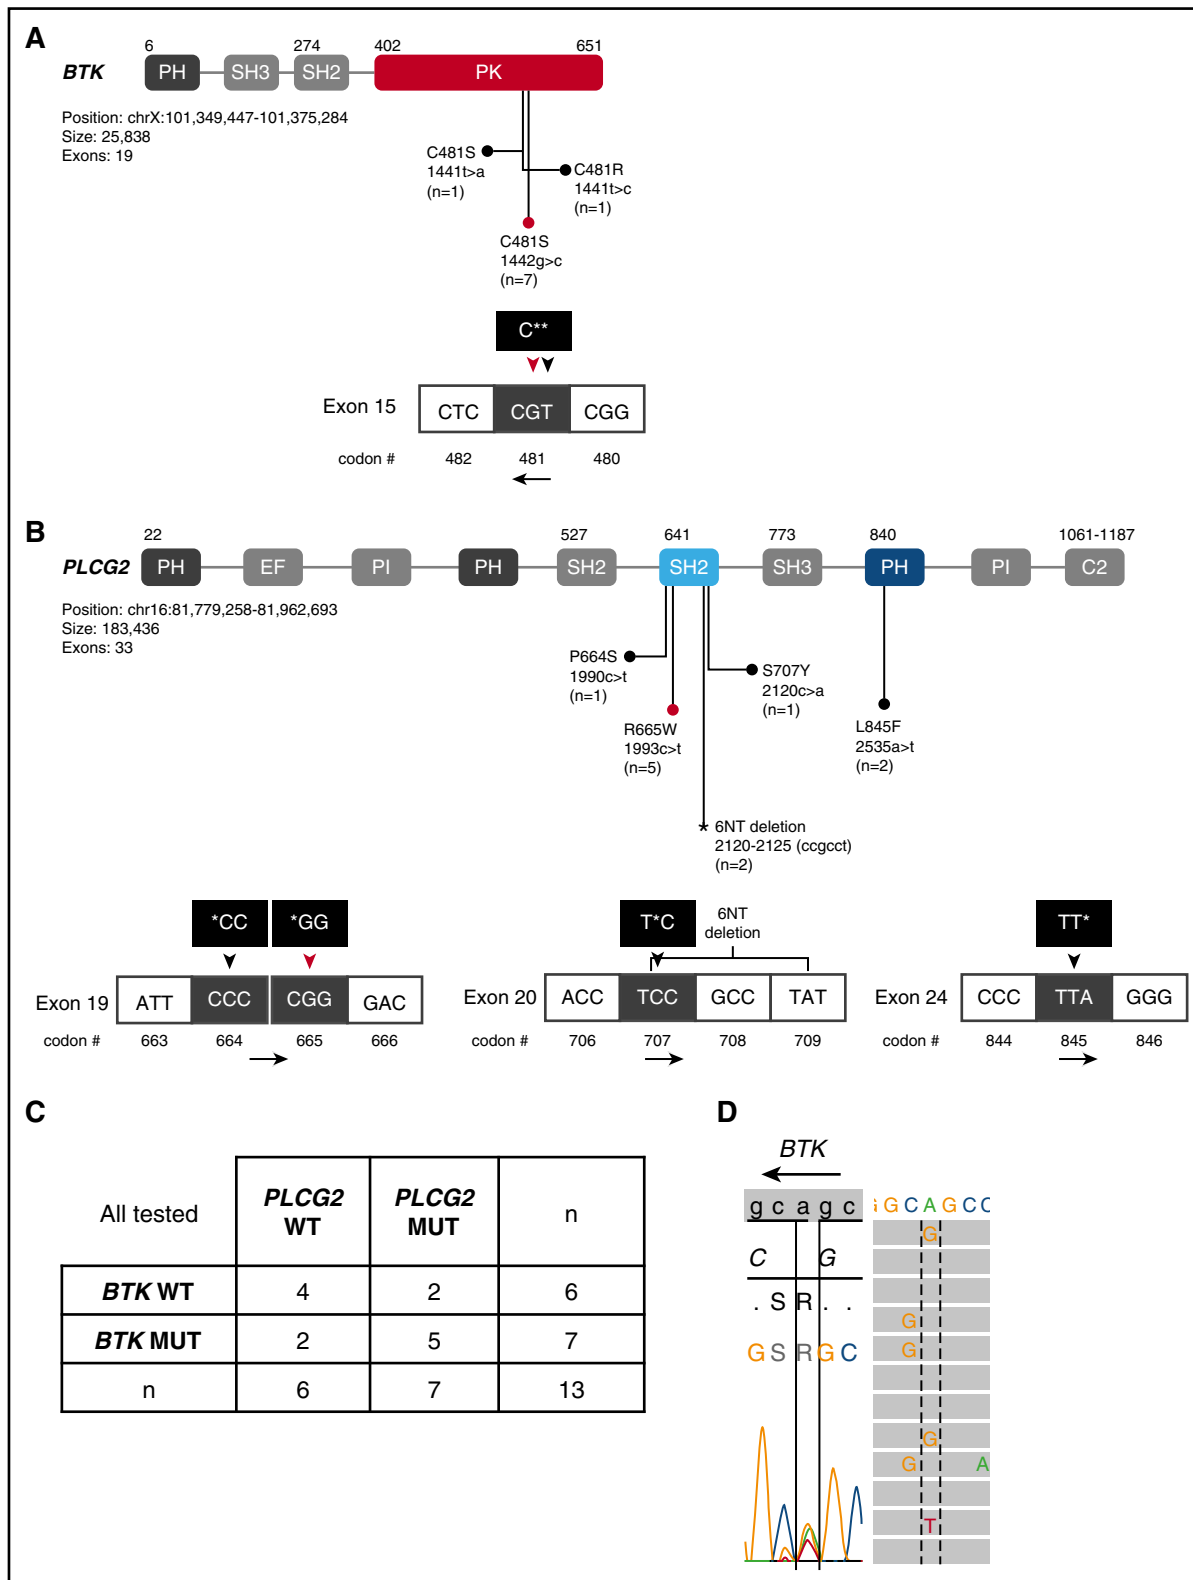 A
6 274 402 651
BTK PH SH3 SH2 PK
Position: chrX:101,349,447-101,375,284
Size: 25,838
Exons: 19
C481S
1441t>a
(n=1)
C481R
1441t>c
(n=1)
C481S
1442g>c
(n=7)
C**
Exon 15 CTC CGT CGG
codon # 482 481 480
B
22 527 641 773 840 1061-1187
PLCG2 PH EF PI PH SH2 SH2 SH3 PH PI C2
Position: chr16:81,779,258-81,962,693
Size: 183,436
Exons: 33
P664S
1990c>t
(n=1)
R665W
1993c>t
(n=5)
S707Y
2120c>a
(n=1)
L845F
2535a>t
(n=2)
* 6NT deletion
2120-2125 (ccgcct)
(n=2)
*CC *GG
T*C
6NT
deletion
TT*
Exon 19 ATT CCC CGG GAC
codon # 663 664 665 666
Exon 20 ACC TCC GCC TAT
codon # 706 707 708 709
Exon 24 CCC TTA GGG
codon # 844 845 846
C
All tested PLCG2 WT PLCG2 MUT n
BTK WT 4 2 6
BTK MUT 2 5 7
n 6 7 13
D
BTK
g c a g c
C G
. S R . .
G S R G C
G G C A G C C
G
G
G
G
G A
T